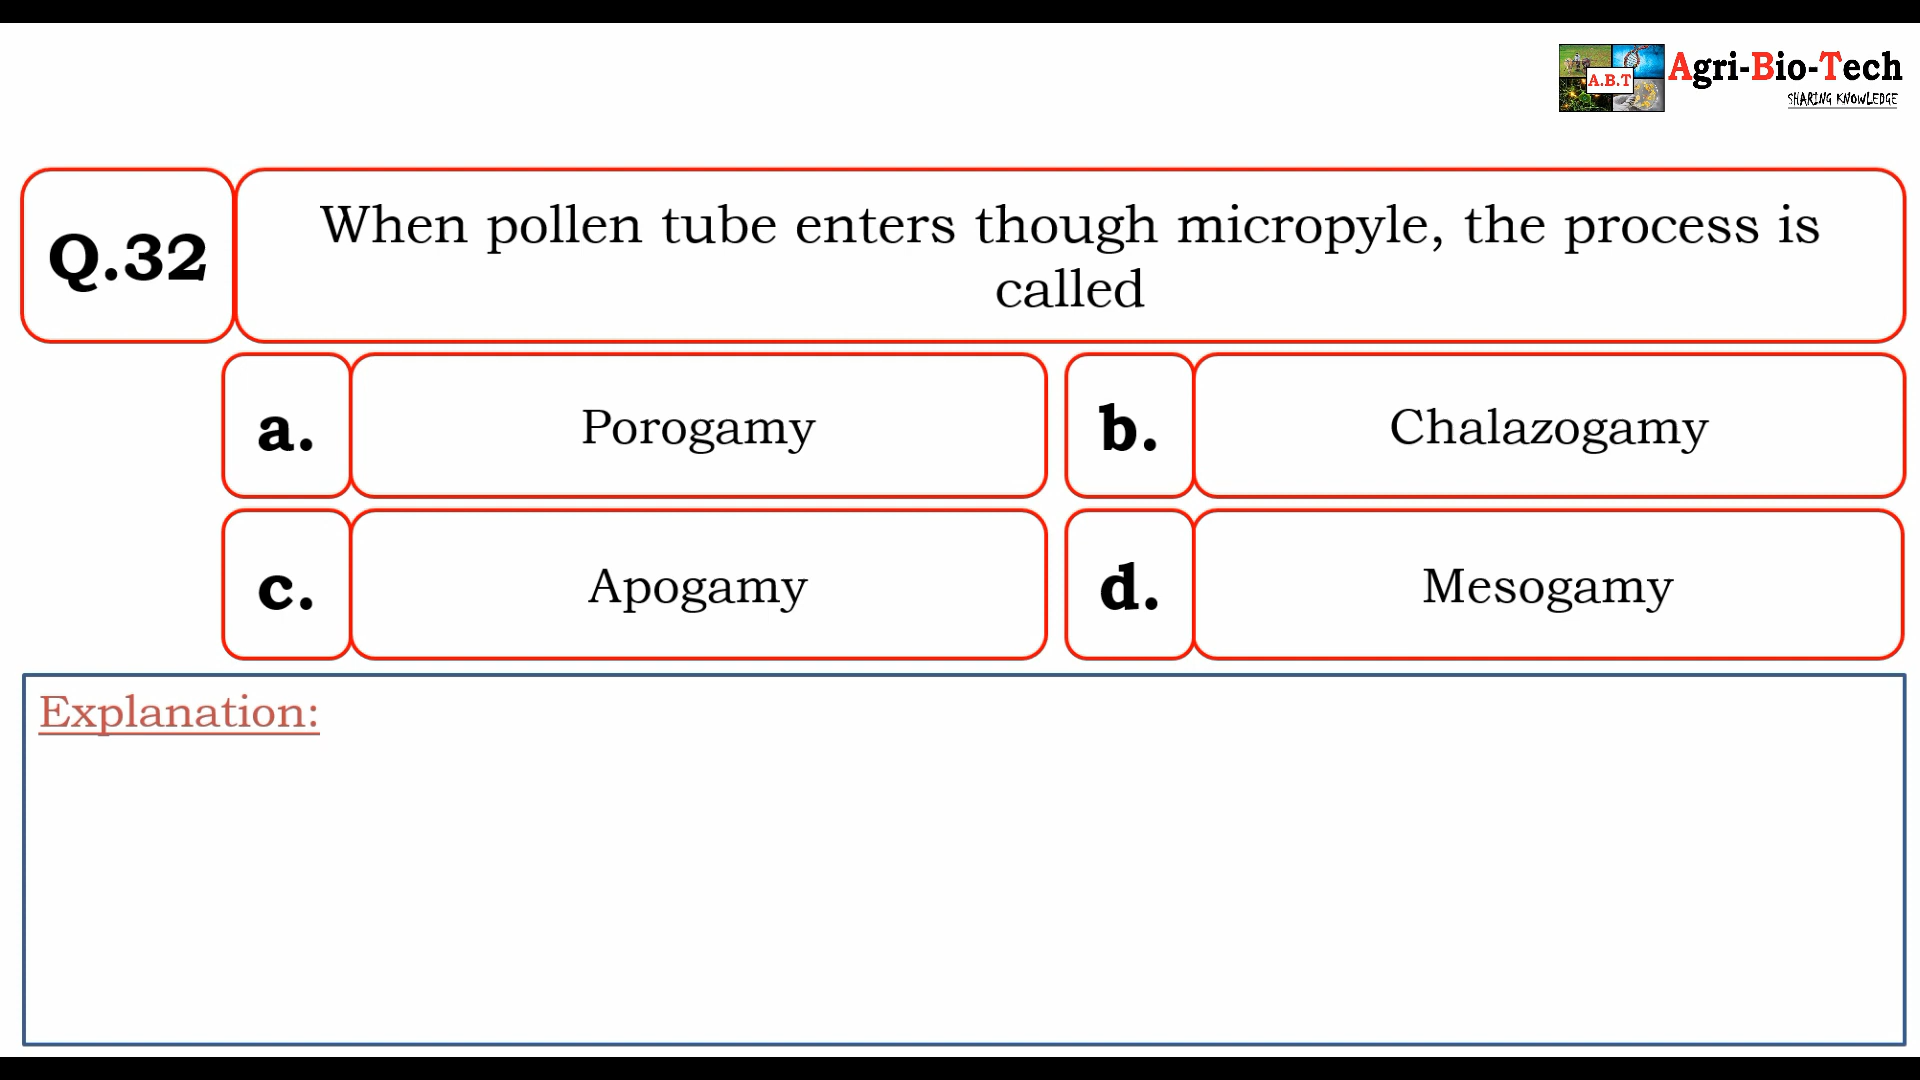 A.B.T
Agri-Bio-Tech
SHARING KNOWLEDGE
Q.32
When pollen tube enters though micropyle, the process is
called
a.
Porogamy
b.
Chalazogamy
c.
Apogamy
d.
Mesogamy
Explanation: